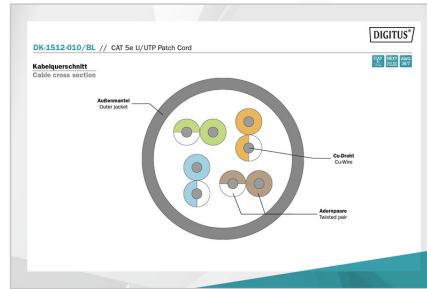 DIGITUS®
DK-1512-010/BL // CAT 5e U/UTP Patch Cord
Kabelquerschnitt
Cable cross section
Außenmantel
Outer jacket
Cu-Draht
Cu-Wire
Adernpaare
Twisted pair